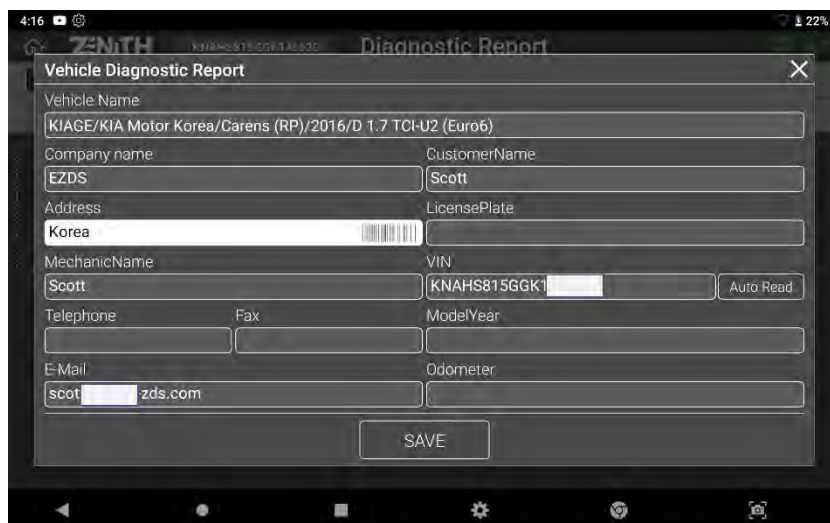 4:16 22%
ZENITH Diagnostic Report
Vehicle Diagnostic Report
Vehicle Name
KIAGE/KIA Motor Korea/Carens (RP)/2016/D 1.7 TCI-U2 (Euro6)
Company name CustomerName
EZDS Scott
Address LicensePlate
Korea
MechanicName VIN
Scott KNAHS815GGK1 Auto Read
Telephone Fax ModelYear
E-Mail Odometer
scot zds.com
SAVE